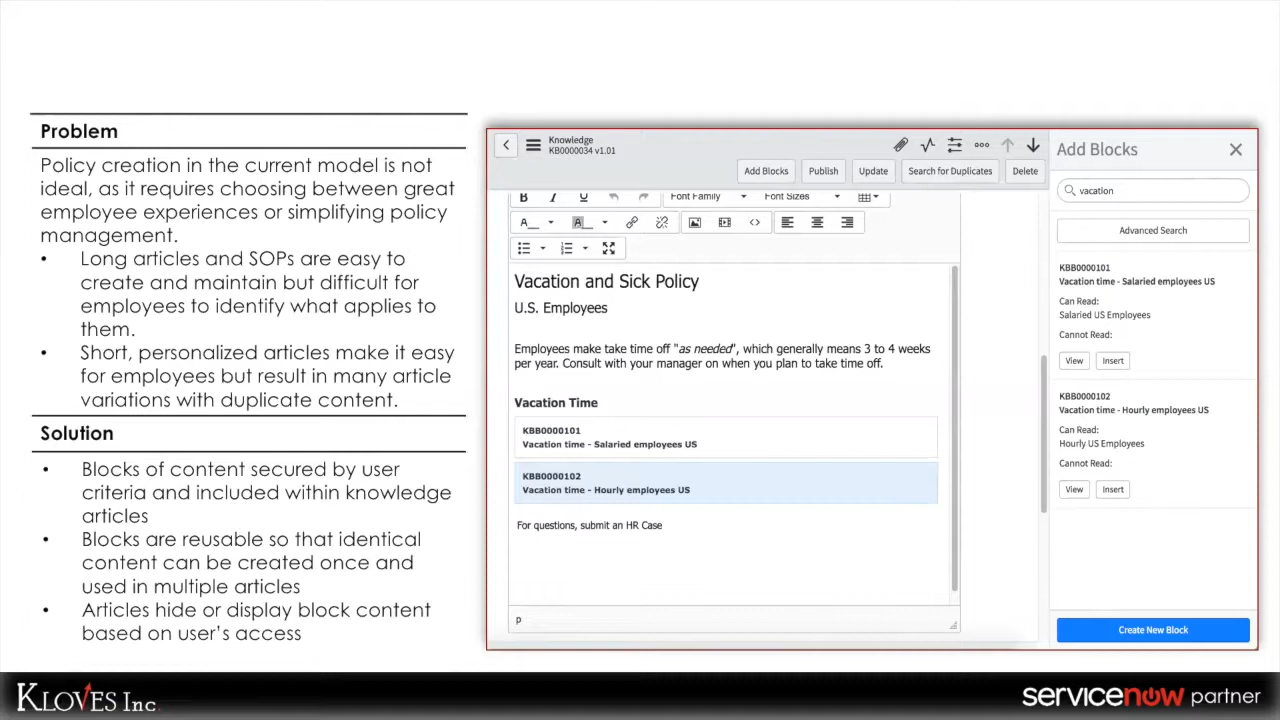 Problem
Policy creation in the current model is not
ideal, as it requires choosing between great
employee experiences or simplifying policy
management.
• Long articles and SOPs are easy to
create and maintain but difficult for
employees to identify what applies to
them.
• Short, personalized articles make it easy
for employees but result in many article
variations with duplicate content.
Solution
• Blocks of content secured by user
criteria and included within knowledge
articles
• Blocks are reusable so that identical
content can be created once and
used in multiple articles
• Articles hide or display block content
based on user's access
Knowledge
KB0000034 v1.01
Add Blocks Publish Update Search for Duplicates Delete
B I U Font Family Font Sizes
A A
Vacation and Sick Policy
U.S. Employees
Employees make take time off "as needed", which generally means 3 to 4 weeks
per year. Consult with your manager on when you plan to take time off.
Vacation Time
KBB0000101
Vacation time - Salaried employees US
KBB0000102
Vacation time - Hourly employees US
For questions, submit an HR Case
p
Add Blocks
vacation
Advanced Search
KBB0000101
Vacation time - Salaried employees US
Can Read:
Salaried US Employees
Cannot Read:
View Insert
KBB0000102
Vacation time - Hourly employees US
Can Read:
Hourly US Employees
Cannot Read:
View Insert
Create New Block
KLOVES Inc.
servicenow partner